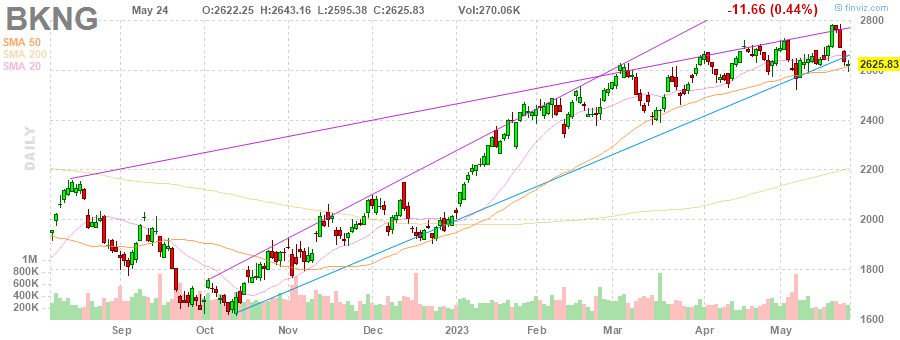 BKNG May 24 O:2622.25 H:2643.16 L:2595.38 C:2625.83 Vol:270.06K -11.66 (0.44%) © finviz.com
SMA 50
SMA 200
SMA 20
DAILY
2800
2625.83
2600
2400
2200
2000
1800
1600
1M
800K
600K
400K
200K
Sep Oct Nov Dec 2023 Feb Mar Apr May